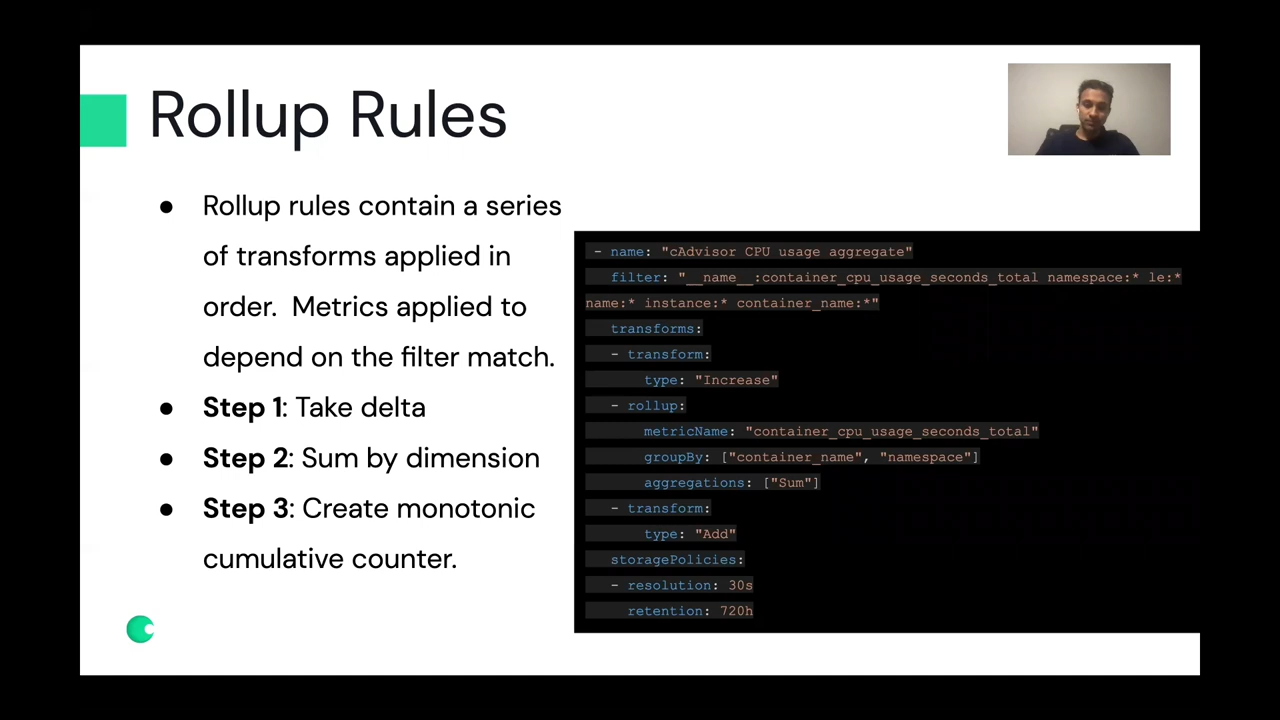 Rollup Rules
● Rollup rules contain a series
of transforms applied in
order.  Metrics applied to
depend on the filter match.
● Step 1: Take delta
● Step 2: Sum by dimension
● Step 3: Create monotonic
cumulative counter.
- name: "cAdvisor CPU usage aggregate"
filter: "__name__:container_cpu_usage_seconds_total namespace:* le:*
name:* instance:* container_name:*"
transforms:
- transform:
type: "Increase"
- rollup:
metricName: "container_cpu_usage_seconds_total"
groupBy: ["container_name", "namespace"]
aggregations: ["Sum"]
- transform:
type: "Add"
storagePolicies:
- resolution: 30s
retention: 720h